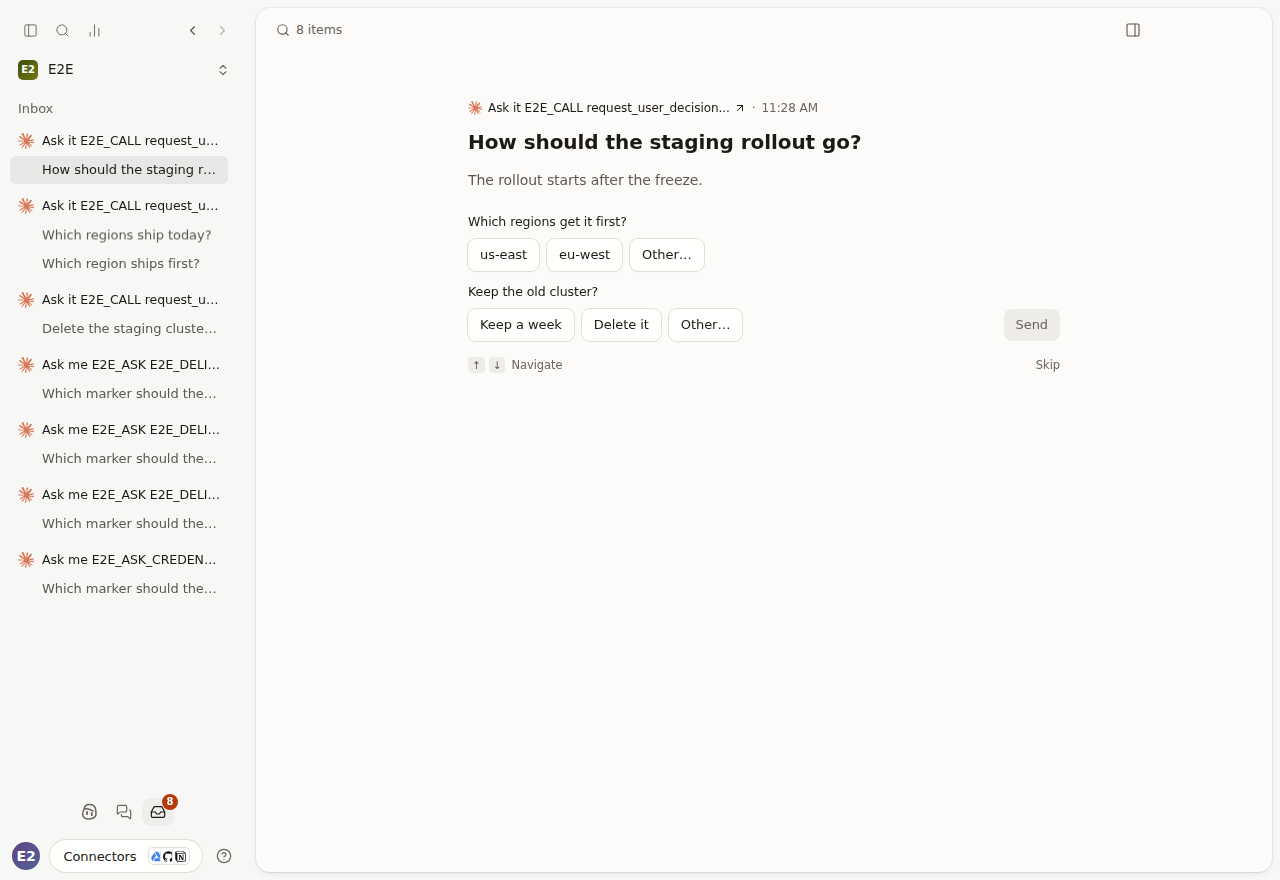 8 items
E2 E2E
Inbox
Ask it E2E_CALL request_u...
How should the staging r...
Ask it E2E_CALL request_u...
Which regions ship today?
Which region ships first?
Ask it E2E_CALL request_u...
Delete the staging cluste...
Ask me E2E_ASK E2E_DELI...
Which marker should the...
Ask me E2E_ASK E2E_DELI...
Which marker should the...
Ask me E2E_ASK E2E_DELI...
Which marker should the...
Ask me E2E_ASK_CREDEN...
Which marker should the...
8
E2 Connectors
Ask it E2E_CALL request_user_decision... · 11:28 AM
How should the staging rollout go?
The rollout starts after the freeze.
Which regions get it first?
us-east eu-west Other...
Keep the old cluster?
Keep a week Delete it Other... Send
↑ ↓ Navigate Skip